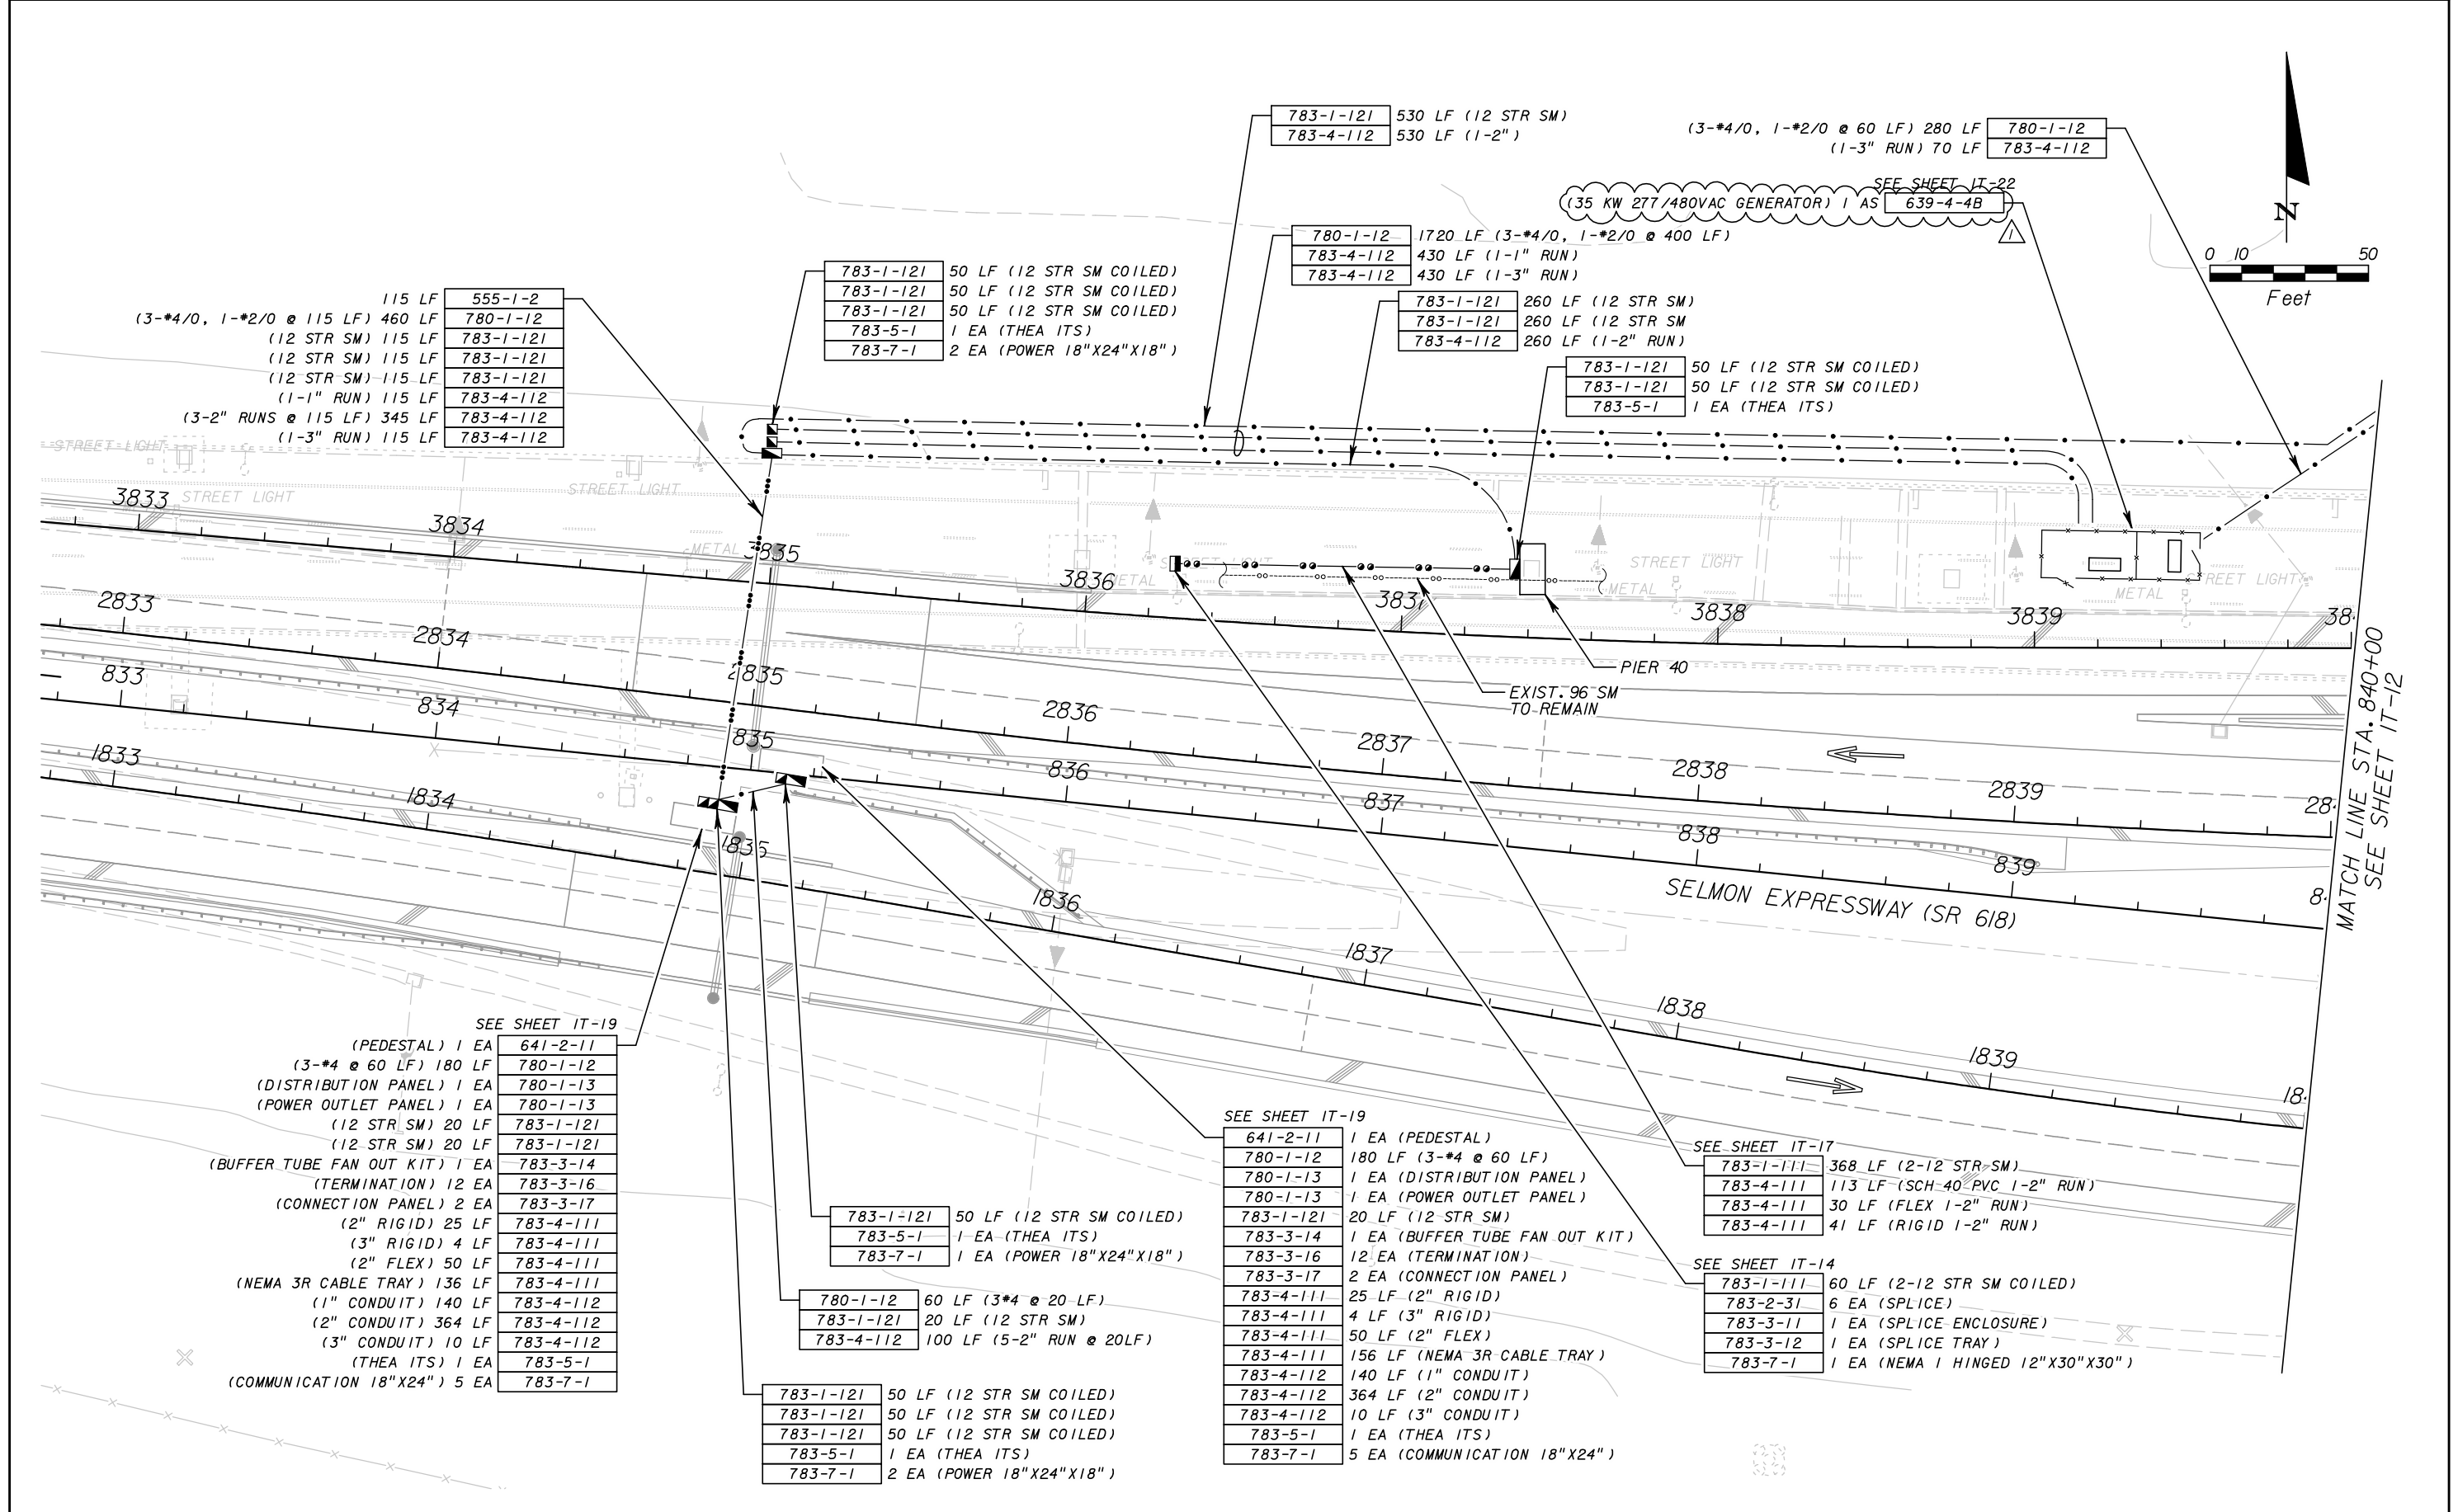 783-1-121 530 LF (12 STR SM)
783-4-112 530 LF (1-2")
(3-#4/0, 1-#2/0 @ 60 LF) 280 LF 780-1-12
(1-3" RUN) 70 LF 783-4-112
SEE SHEET IT-22
(35 KW 277/480VAC GENERATOR) 1 AS 639-4-4B
1
N
0 10 50
Feet
780-1-12 1720 LF (3-#4/0, 1-#2/0 @ 400 LF)
783-4-112 430 LF (1-1" RUN)
783-4-112 430 LF (1-3" RUN)
783-1-121 50 LF (12 STR SM COILED)
783-1-121 50 LF (12 STR SM COILED)
783-1-121 50 LF (12 STR SM COILED)
783-5-1 1 EA (THEA ITS)
783-7-1 2 EA (POWER 18"X24"X18")
783-1-121 260 LF (12 STR SM)
783-1-121 260 LF (12 STR SM
783-4-112 260 LF (1-2" RUN)
115 LF 555-1-2
(3-#4/0, 1-#2/0 @ 115 LF) 460 LF 780-1-12
(12 STR SM) 115 LF 783-1-121
(12 STR SM) 115 LF 783-1-121
(12 STR SM) 115 LF 783-1-121
(1-1" RUN) 115 LF 783-4-112
(3-2" RUNS @ 115 LF) 345 LF 783-4-112
(1-3" RUN) 115 LF 783-4-112
783-1-121 50 LF (12 STR SM COILED)
783-1-121 50 LF (12 STR SM COILED)
783-5-1 1 EA (THEA ITS)
STREET LIGHT
STREET LIGHT
STREET LIGHT
3833
3834
METAL
3835
STREET LIGHT
STREET LIGHT
STREET LIGHT
3836
METAL
METAL
METAL
3837
3838
3839
38
2833
2834
2835
PIER 40
EXIST. 96 SM
TO REMAIN
833
834
835
2836
2837
2838
2839
28
1833
1834
1835
836
837
838
839
8
MATCH LINE STA. 840+00
SEE SHEET IT-12
SELMON EXPRESSWAY (SR 618)
1836
1837
1838
1839
18
SEE SHEET IT-19
(PEDESTAL) 1 EA 641-2-11
(3-#4 @ 60 LF) 180 LF 780-1-12
(DISTRIBUTION PANEL) 1 EA 780-1-13
(POWER OUTLET PANEL) 1 EA 780-1-13
(12 STR SM) 20 LF 783-1-121
(12 STR SM) 20 LF 783-1-121
(BUFFER TUBE FAN OUT KIT) 1 EA 783-3-14
(TERMINATION) 12 EA 783-3-16
(CONNECTION PANEL) 2 EA 783-3-17
(2" RIGID) 25 LF 783-4-111
(3" RIGID) 4 LF 783-4-111
(2" FLEX) 50 LF 783-4-111
(NEMA 3R CABLE TRAY) 136 LF 783-4-111
(1" CONDUIT) 140 LF 783-4-112
(2" CONDUIT) 364 LF 783-4-112
(3" CONDUIT) 10 LF 783-4-112
(THEA ITS) 1 EA 783-5-1
(COMMUNICATION 18"X24") 5 EA 783-7-1
783-1-121 50 LF (12 STR SM COILED)
783-5-1 1 EA (THEA ITS)
783-7-1 1 EA (POWER 18"X24"X18")
780-1-12 60 LF (3#4 @ 20 LF)
783-1-121 20 LF (12 STR SM)
783-4-112 100 LF (5-2" RUN @ 20LF)
783-1-121 50 LF (12 STR SM COILED)
783-1-121 50 LF (12 STR SM COILED)
783-1-121 50 LF (12 STR SM COILED)
783-5-1 1 EA (THEA ITS)
783-7-1 2 EA (POWER 18"X24"X18")
SEE SHEET IT-19
641-2-11 1 EA (PEDESTAL)
780-1-12 180 LF (3-#4 @ 60 LF)
780-1-13 1 EA (DISTRIBUTION PANEL)
780-1-13 1 EA (POWER OUTLET PANEL)
783-1-121 20 LF (12 STR SM)
783-3-14 1 EA (BUFFER TUBE FAN OUT KIT)
783-3-16 12 EA (TERMINATION)
783-3-17 2 EA (CONNECTION PANEL)
783-4-111 25 LF (2" RIGID)
783-4-111 4 LF (3" RIGID)
783-4-111 50 LF (2" FLEX)
783-4-111 156 LF (NEMA 3R CABLE TRAY)
783-4-112 140 LF (1" CONDUIT)
783-4-112 364 LF (2" CONDUIT)
783-4-112 10 LF (3" CONDUIT)
783-5-1 1 EA (THEA ITS)
783-7-1 5 EA (COMMUNICATION 18"X24")
SEE SHEET IT-17
783-1-111 368 LF (2-12 STR SM)
783-4-111 113 LF (SCH 40 PVC 1-2" RUN)
783-4-111 30 LF (FLEX 1-2" RUN)
783-4-111 41 LF (RIGID 1-2" RUN)
SEE SHEET IT-14
783-1-111 60 LF (2-12 STR SM COILED)
783-2-31 6 EA (SPLICE)
783-3-11 1 EA (SPLICE ENCLOSURE)
783-3-12 1 EA (SPLICE TRAY)
783-7-1 1 EA (NEMA 1 HINGED 12"X30"X30")